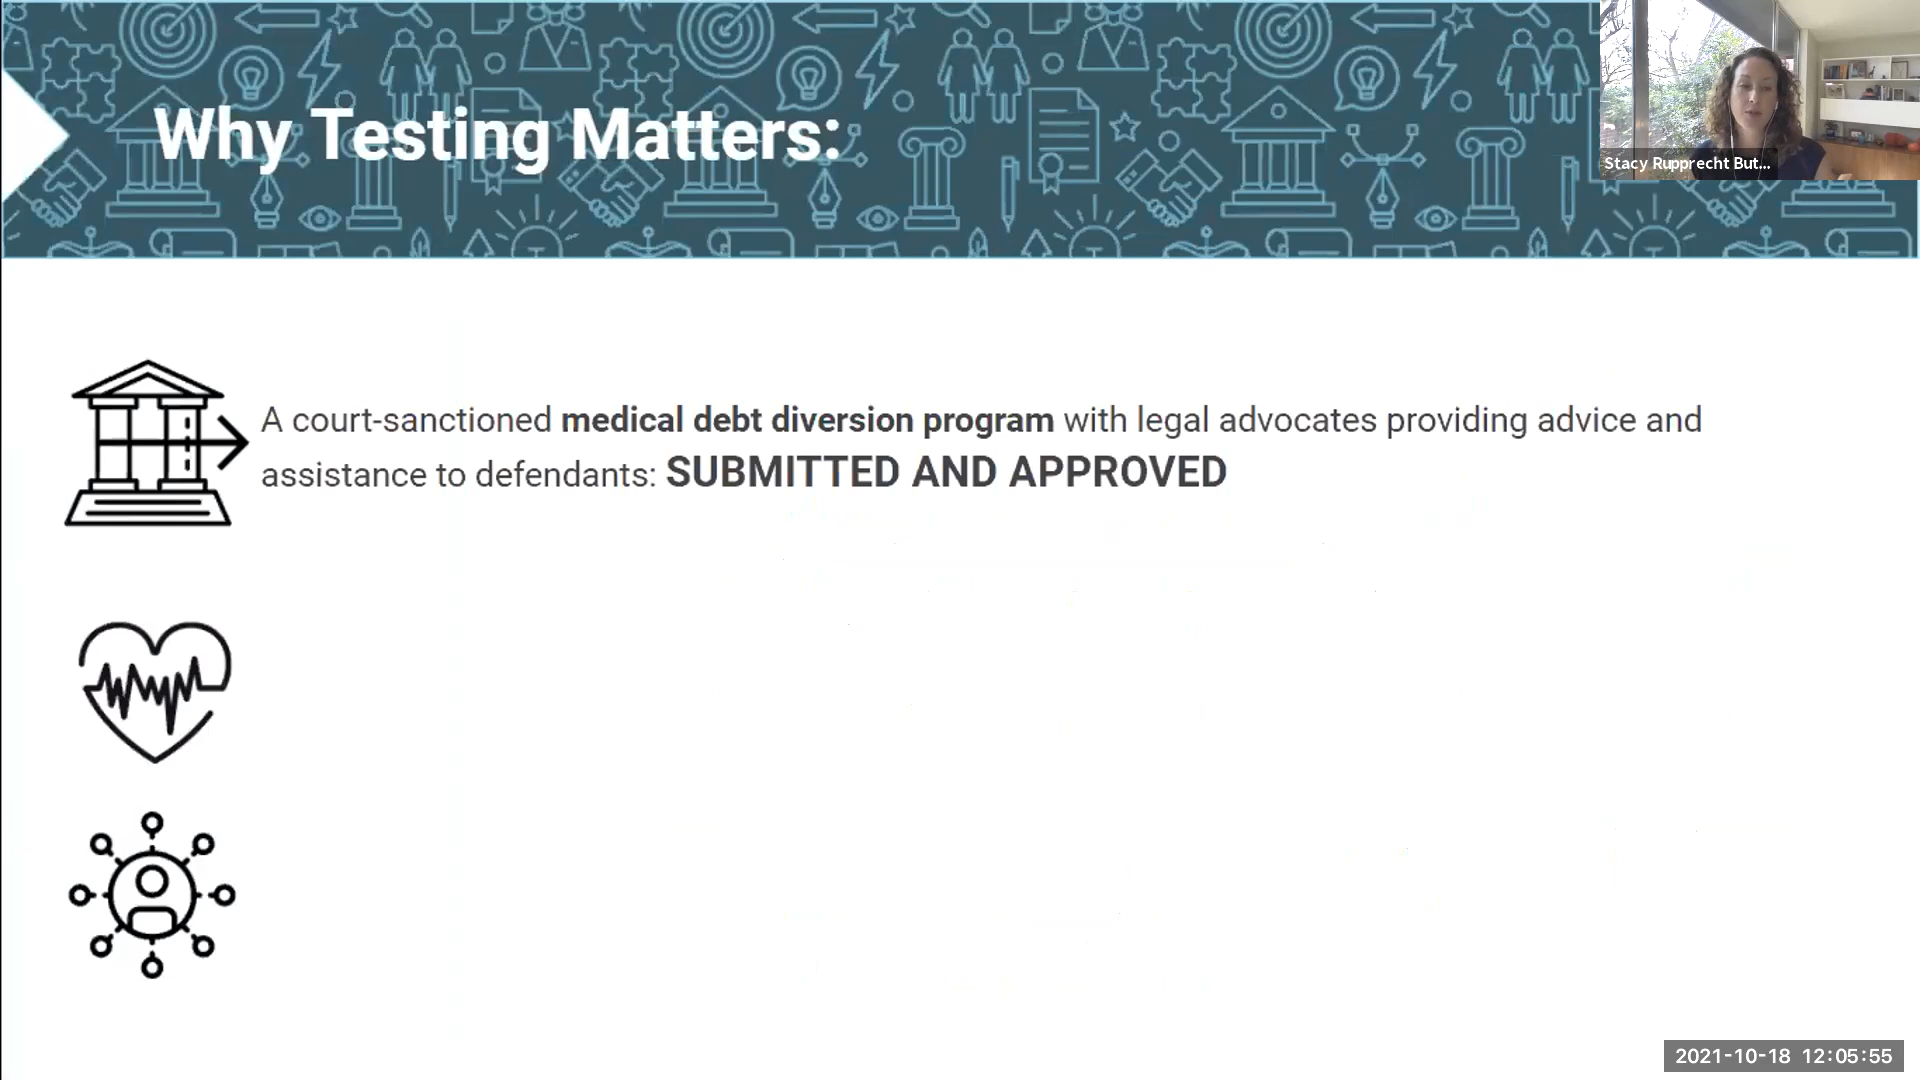 Why Testing Matters:
Stacy Rupprecht But...
A court-sanctioned medical debt diversion program with legal advocates providing advice and
assistance to defendants: SUBMITTED AND APPROVED
2021-10-18 12:05:55